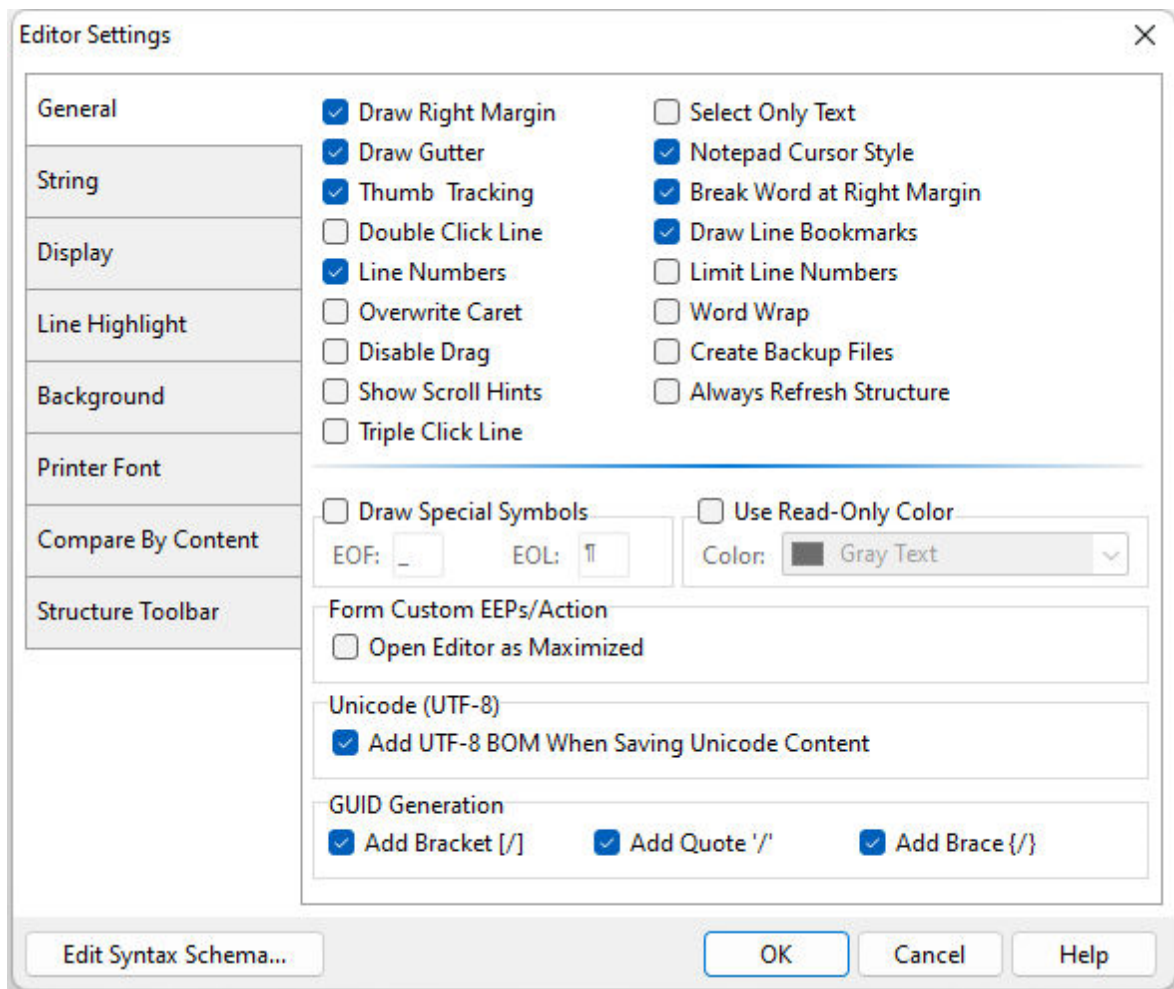 Editor Settings
General
String
Display
Line Highlight
Background
Printer Font
Compare By Content
Structure Toolbar
Draw Right Margin
Draw Gutter
Thumb  Tracking
Double Click Line
Line Numbers
Overwrite Caret
Disable Drag
Show Scroll Hints
Triple Click Line
Select Only Text
Notepad Cursor Style
Break Word at Right Margin
Draw Line Bookmarks
Limit Line Numbers
Word Wrap
Create Backup Files
Always Refresh Structure
Draw Special Symbols
EOF: _ EOL: ¶
Use Read-Only Color
Color: Gray Text
Form Custom EEPs/Action
Open Editor as Maximized
Unicode (UTF-8)
Add UTF-8 BOM When Saving Unicode Content
GUID Generation
Add Bracket [/] Add Quote '/' Add Brace {/}
Edit Syntax Schema... OK Cancel Help